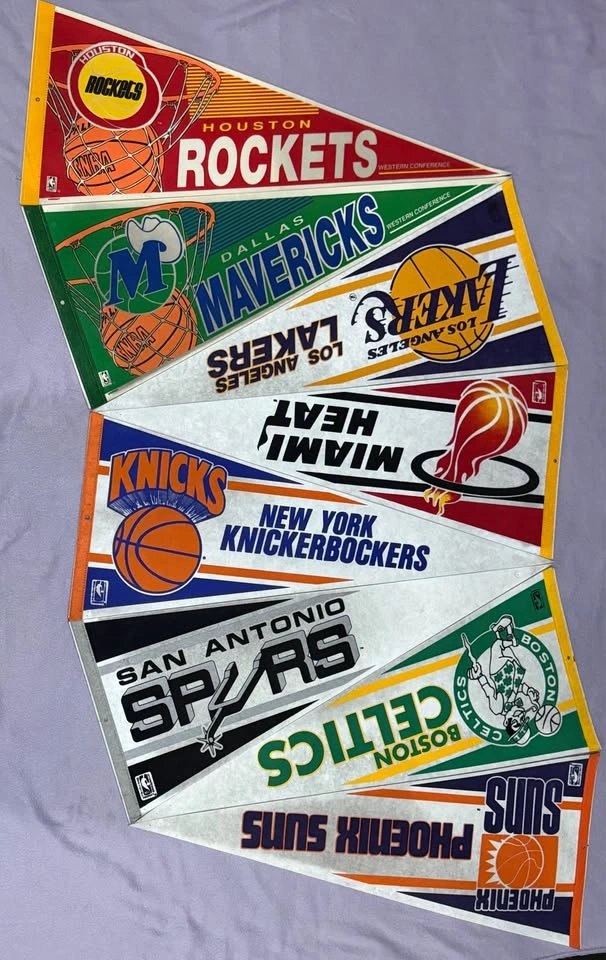 HOUSTON
ROCKETS
NBA
HOUSTON
ROCKETS
WESTERN CONFERENCE
M
NBA
DALLAS
MAVERICKS
WESTERN CONFERENCE
LAKERS
LOS ANGELES
LOS ANGELES
LAKERS
MIAMI
HEAT
KNICKS
NEW YORK
KNICKERBOCKERS
SAN ANTONIO
SPURS
BOSTON
CELTICS
BOSTON
CELTICS
SUNS
PHOENIX
PHOENIX SUNS